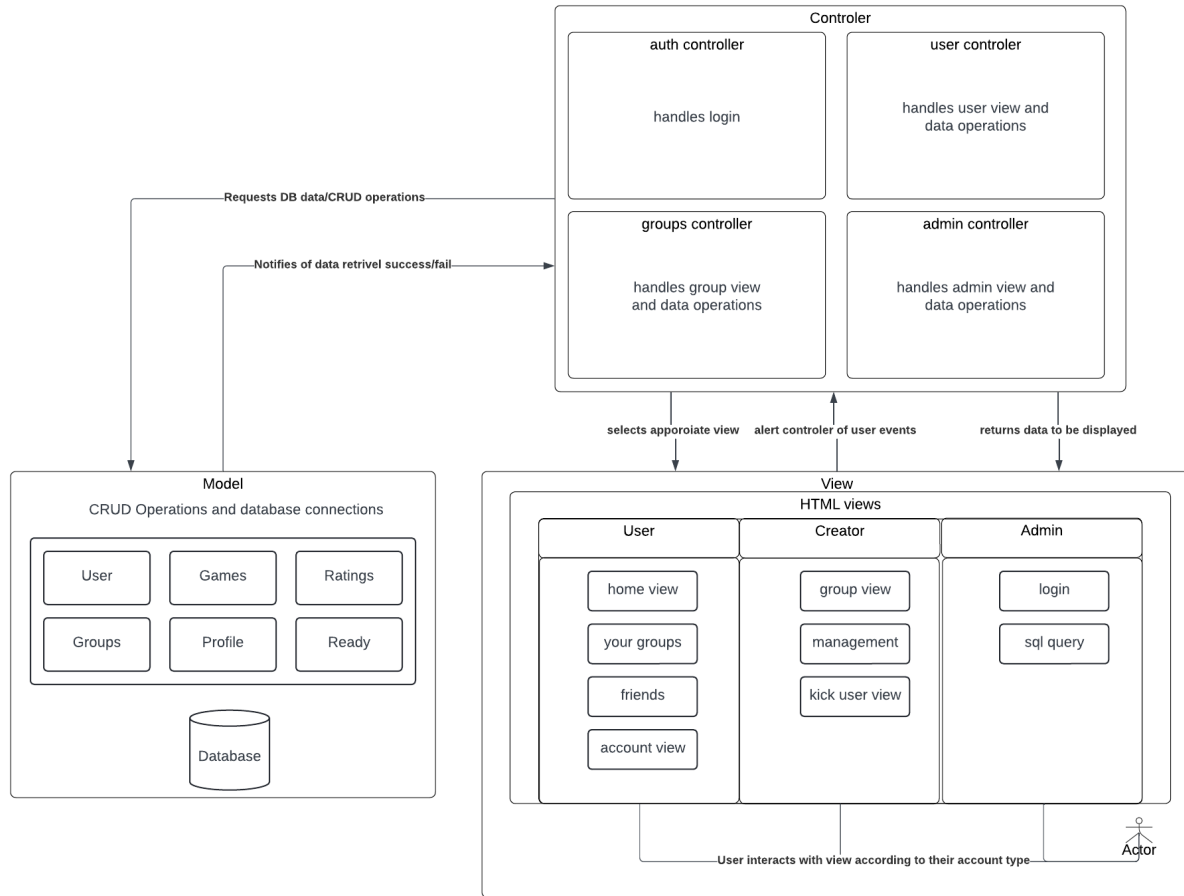 Controler
auth controller
handles login
user controler
handles user view and
data operations
groups controller
handles group view
and data operations
admin controller
handles admin view and
data operations
Requests DB data/CRUD operations
Notifies of data retrivel success/fail
selects apporoiate view
alert controler of user events
returns data to be displayed
Model
CRUD Operations and database connections
User
Games
Ratings
Groups
Profile
Ready
Database
View
HTML views
User
home view
your groups
friends
account view
Creator
group view
management
kick user view
Admin
login
sql query
Actor
User interacts with view according to their account type